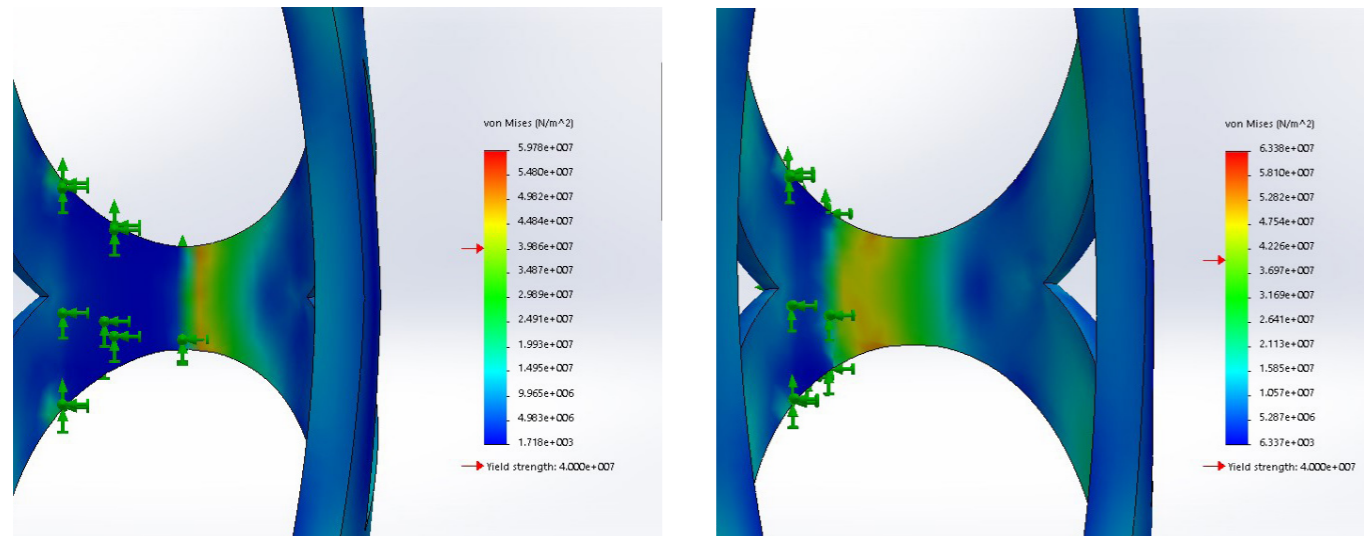 von Mises (N/m^2)
5.978e+007
5.480e+007
4.982e+007
4.484e+007
3.986e+007
3.487e+007
2.989e+007
2.491e+007
1.993e+007
1.495e+007
9.965e+006
4.983e+006
1.718e+003
Yield strength: 4.000e+007
von Mises (N/m^2)
6.338e+007
5.810e+007
5.282e+007
4.754e+007
4.226e+007
3.697e+007
3.169e+007
2.641e+007
2.113e+007
1.585e+007
1.057e+007
5.287e+006
6.337e+003
Yield strength: 4.000e+007